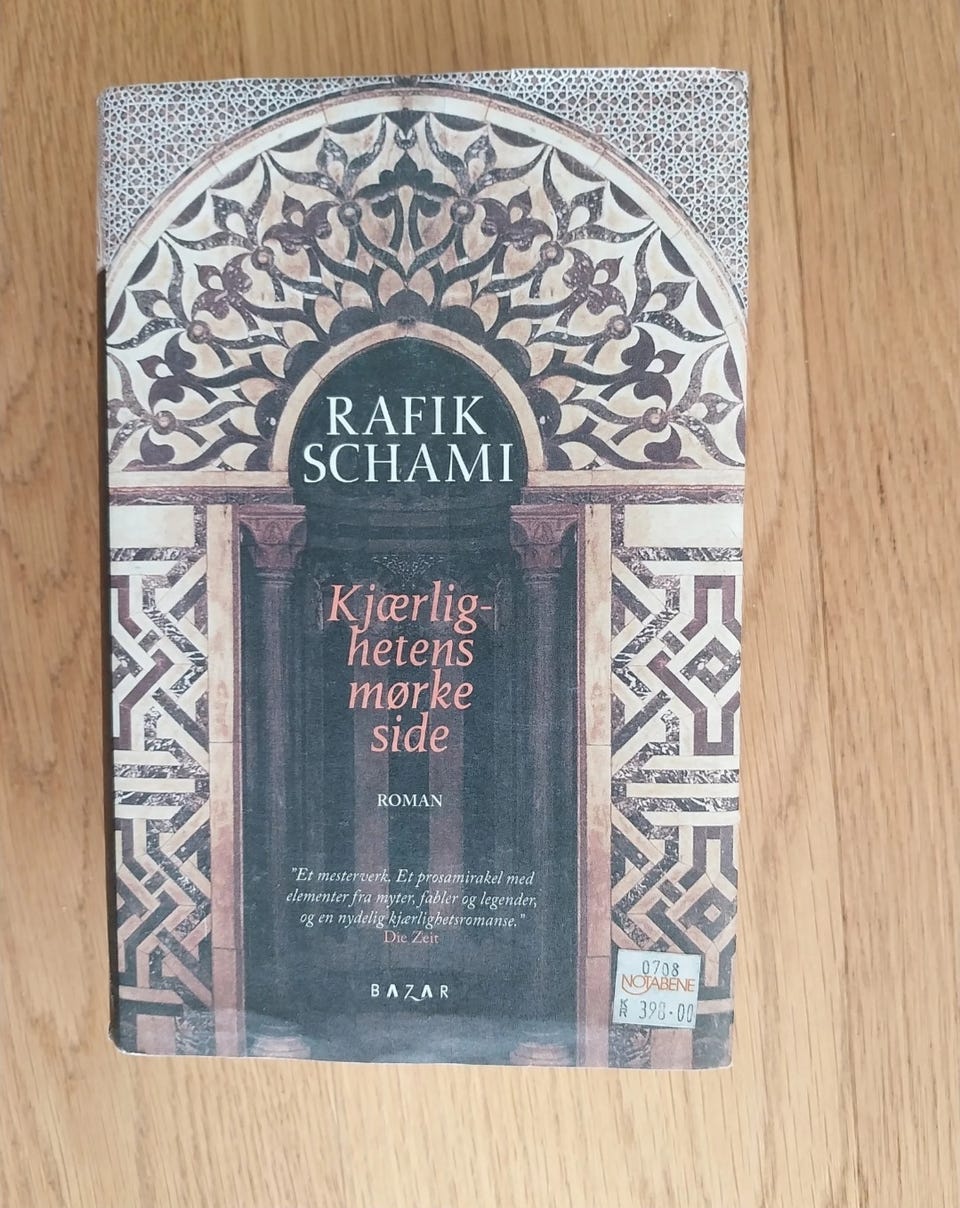 RAFIK
SCHAMI
Kjærlig-
hetens
mørke
side
ROMAN
"Et mesterverk. Et prosamirakel med
elementer fra myter, fabler og legender,
og en nydelig kjærlighetsromanse."
Die Zeit
BAZAR
0708
NOTABENE
KR 398.00